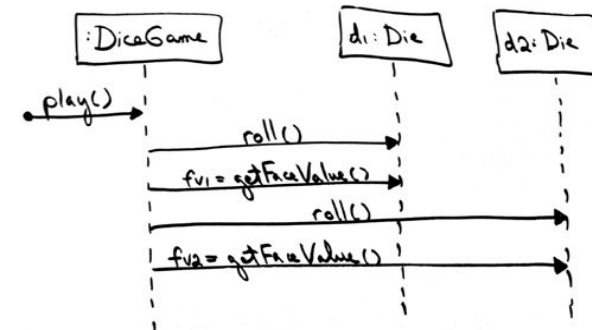 :DiceGame
d1:Die
d2:Die
play()
roll()
fv1 = getFaceValue()
roll()
fv2 = getFaceValue()